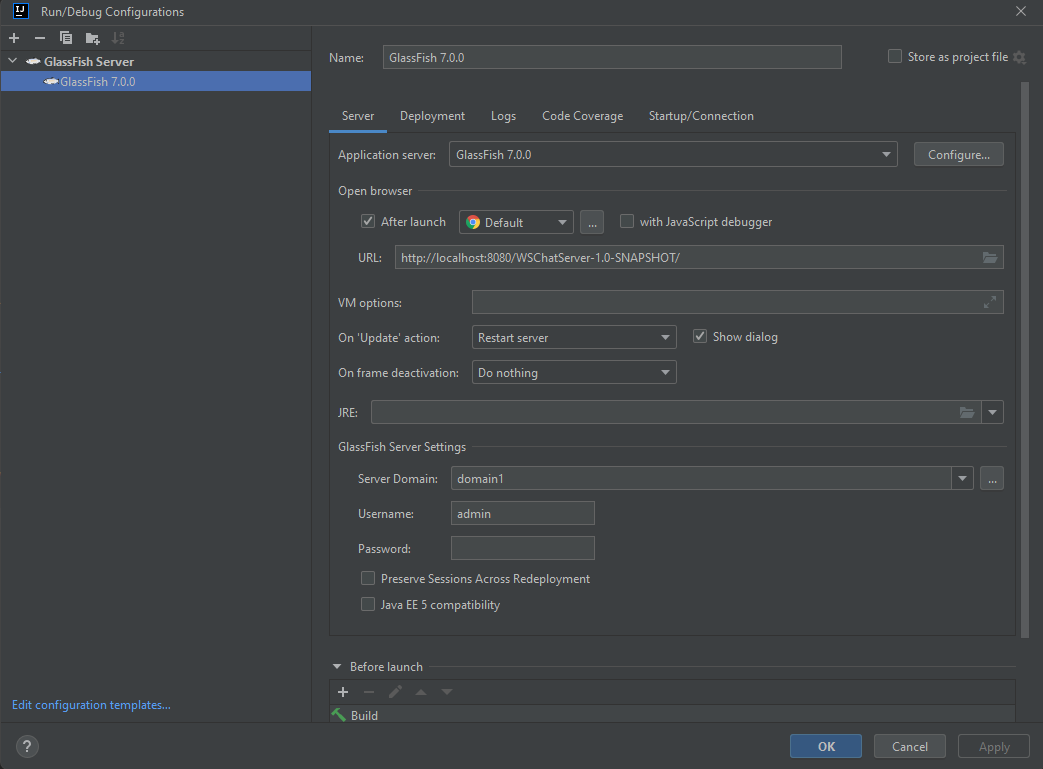 IJ
Run/Debug Configurations
GlassFish Server
GlassFish 7.0.0
Edit configuration templates...
?
Name: GlassFish 7.0.0 Store as project file
Server Deployment Logs Code Coverage Startup/Connection
Application server: GlassFish 7.0.0 Configure...
Open browser
After launch Default ... with JavaScript debugger
URL: http://localhost:8080/WSChatServer-1.0-SNAPSHOT/
VM options:
On 'Update' action: Restart server Show dialog
On frame deactivation: Do nothing
JRE:
GlassFish Server Settings
Server Domain: domain1 ...
Username: admin
Password:
Preserve Sessions Across Redeployment
Java EE 5 compatibility
Before launch
Build
OK Cancel Apply